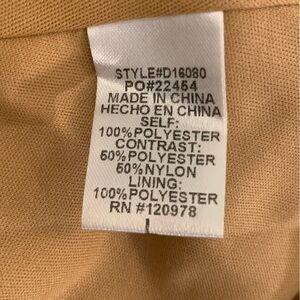 STYLE#D16080
PO#22454
MADE IN CHINA
HECHO EN CHINA
SELF:
100%POLYESTER
CONTRAST:
50%POLYESTER
50%NYLON
LINING:
100%POLYESTER
RN #120978